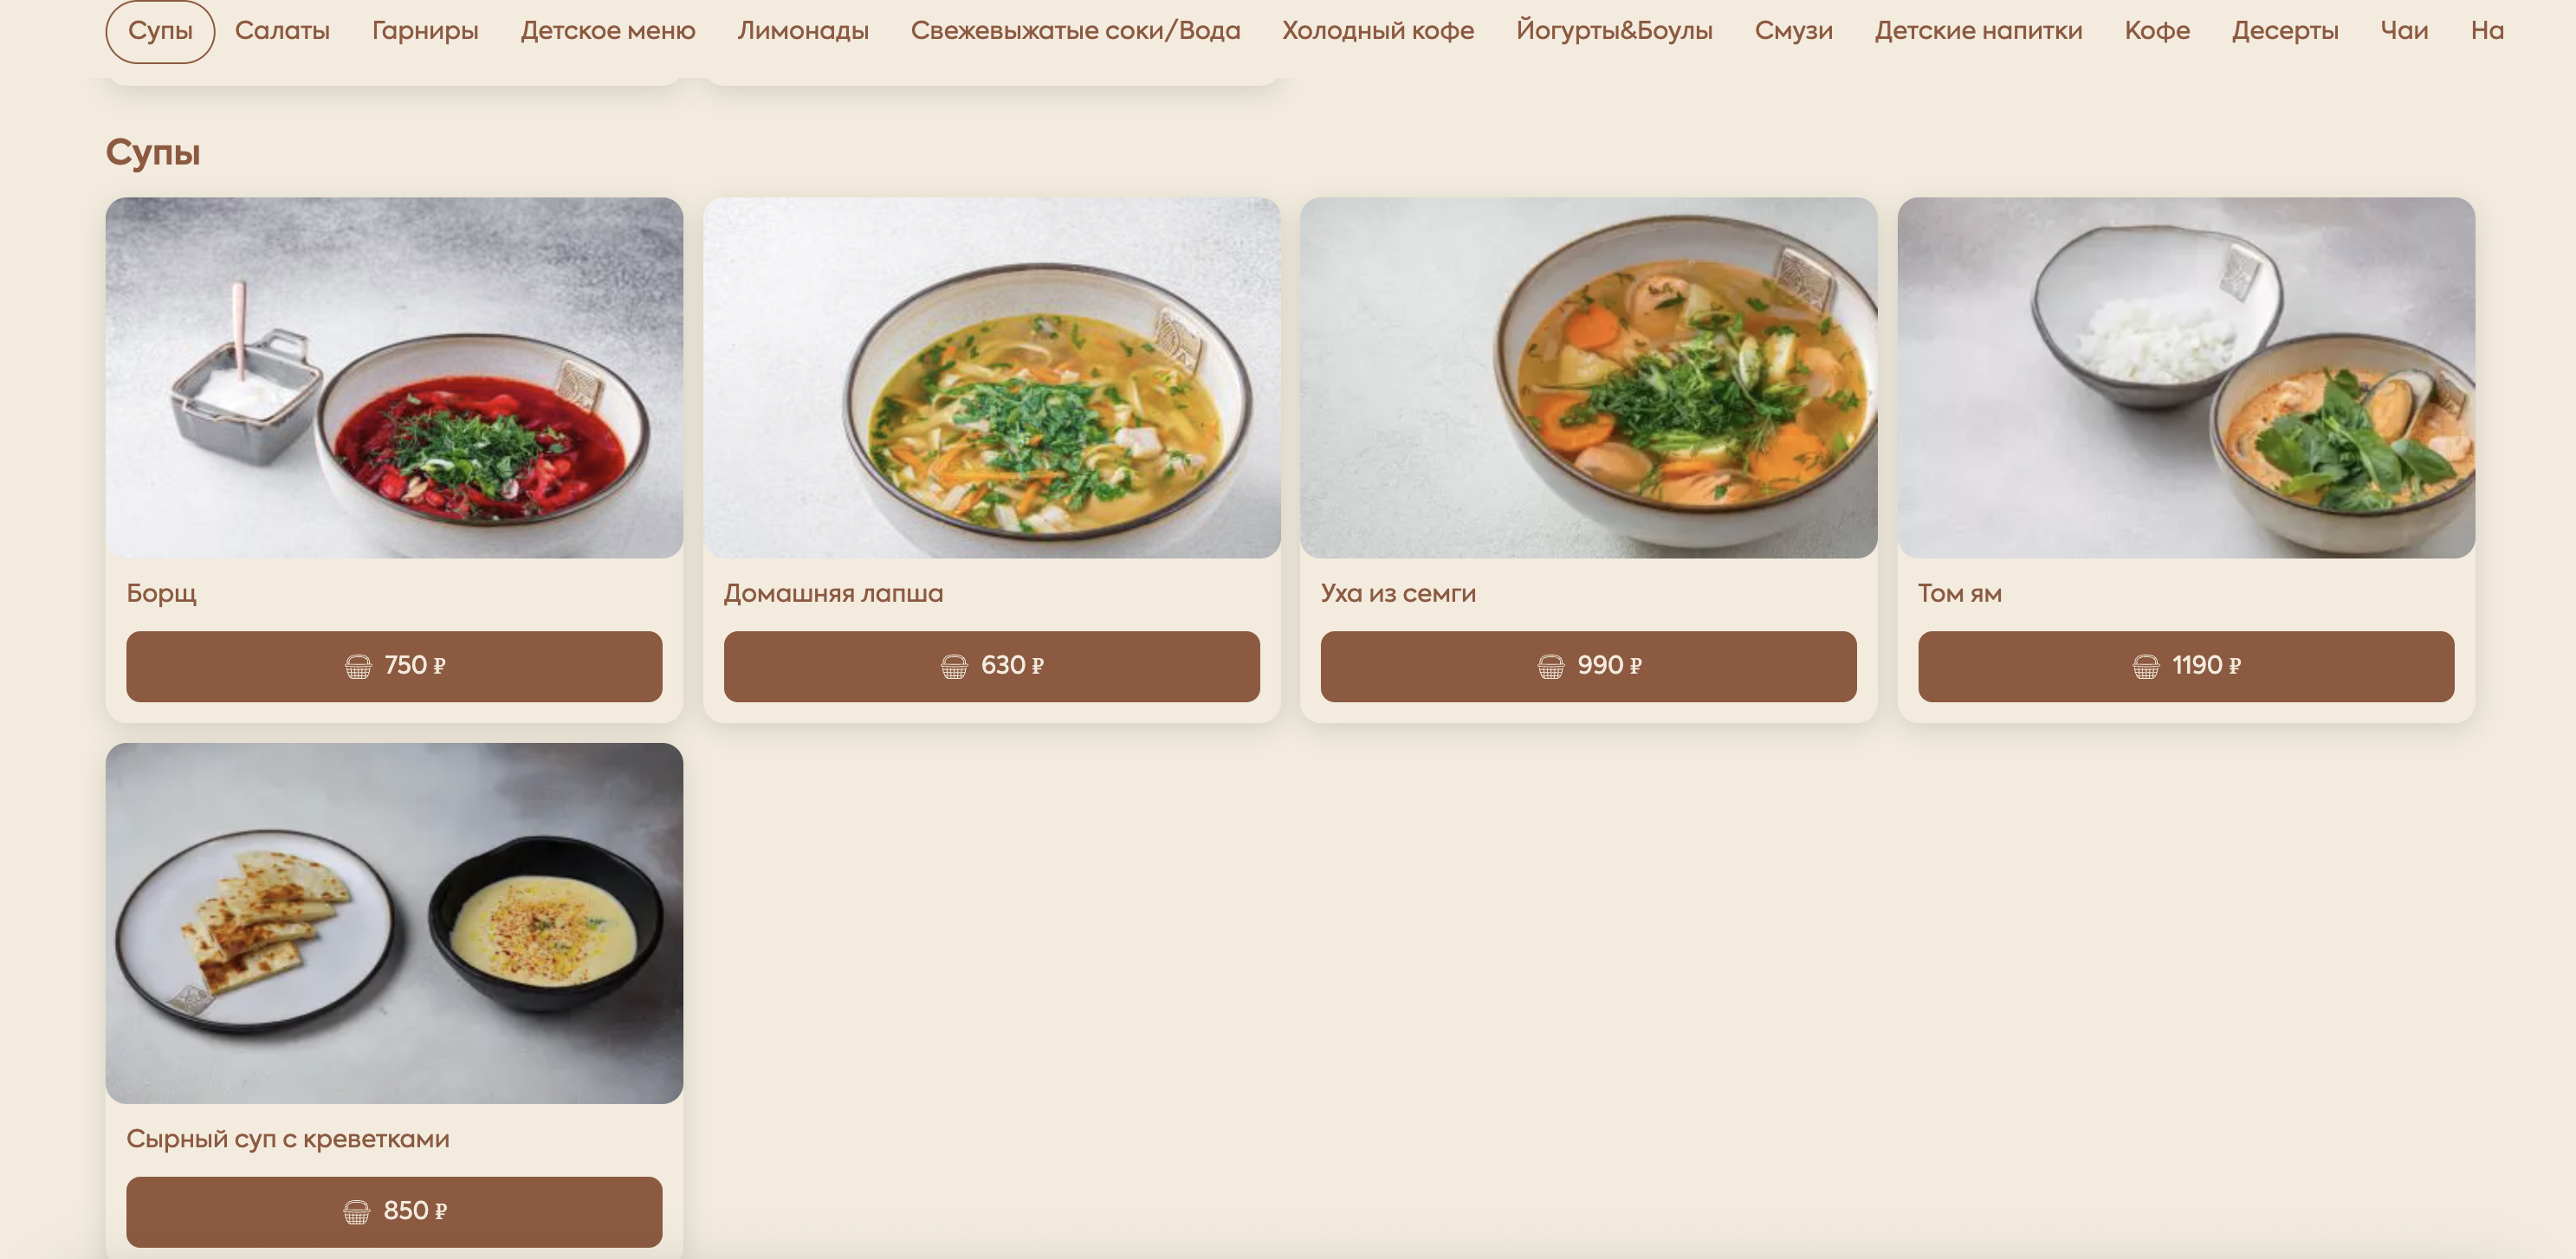 Супы Салаты Гарниры Детское меню Лимонады Свежевыжатые соки/Вода Холодный кофе Йогурты&Боулы Смузи Детские напитки Кофе Десерты Чаи На
Супы
Борщ
750 ₽
Домашняя лапша
630 ₽
Уха из семги
990 ₽
Том ям
1190 ₽
Сырный суп с креветками
850 ₽